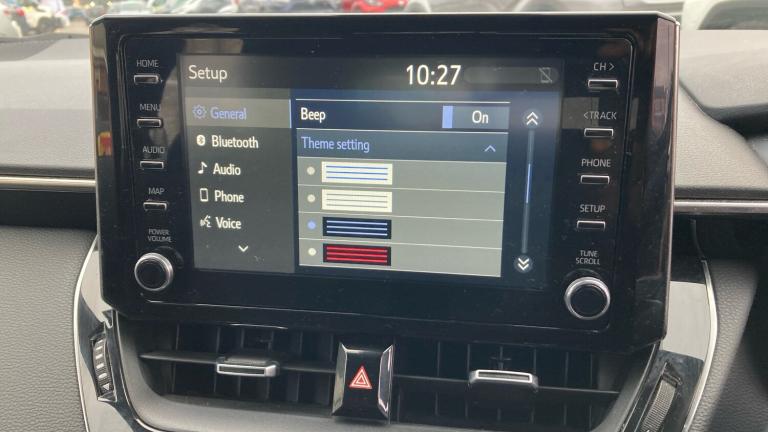 HOME
MENU
AUDIO
MAP
POWER
VOLUME
Setup
10:27
General
Bluetooth
Audio
Phone
Voice
Beep
On
Theme setting
CH >
< TRACK
PHONE
SETUP
TUNE
SCROLL